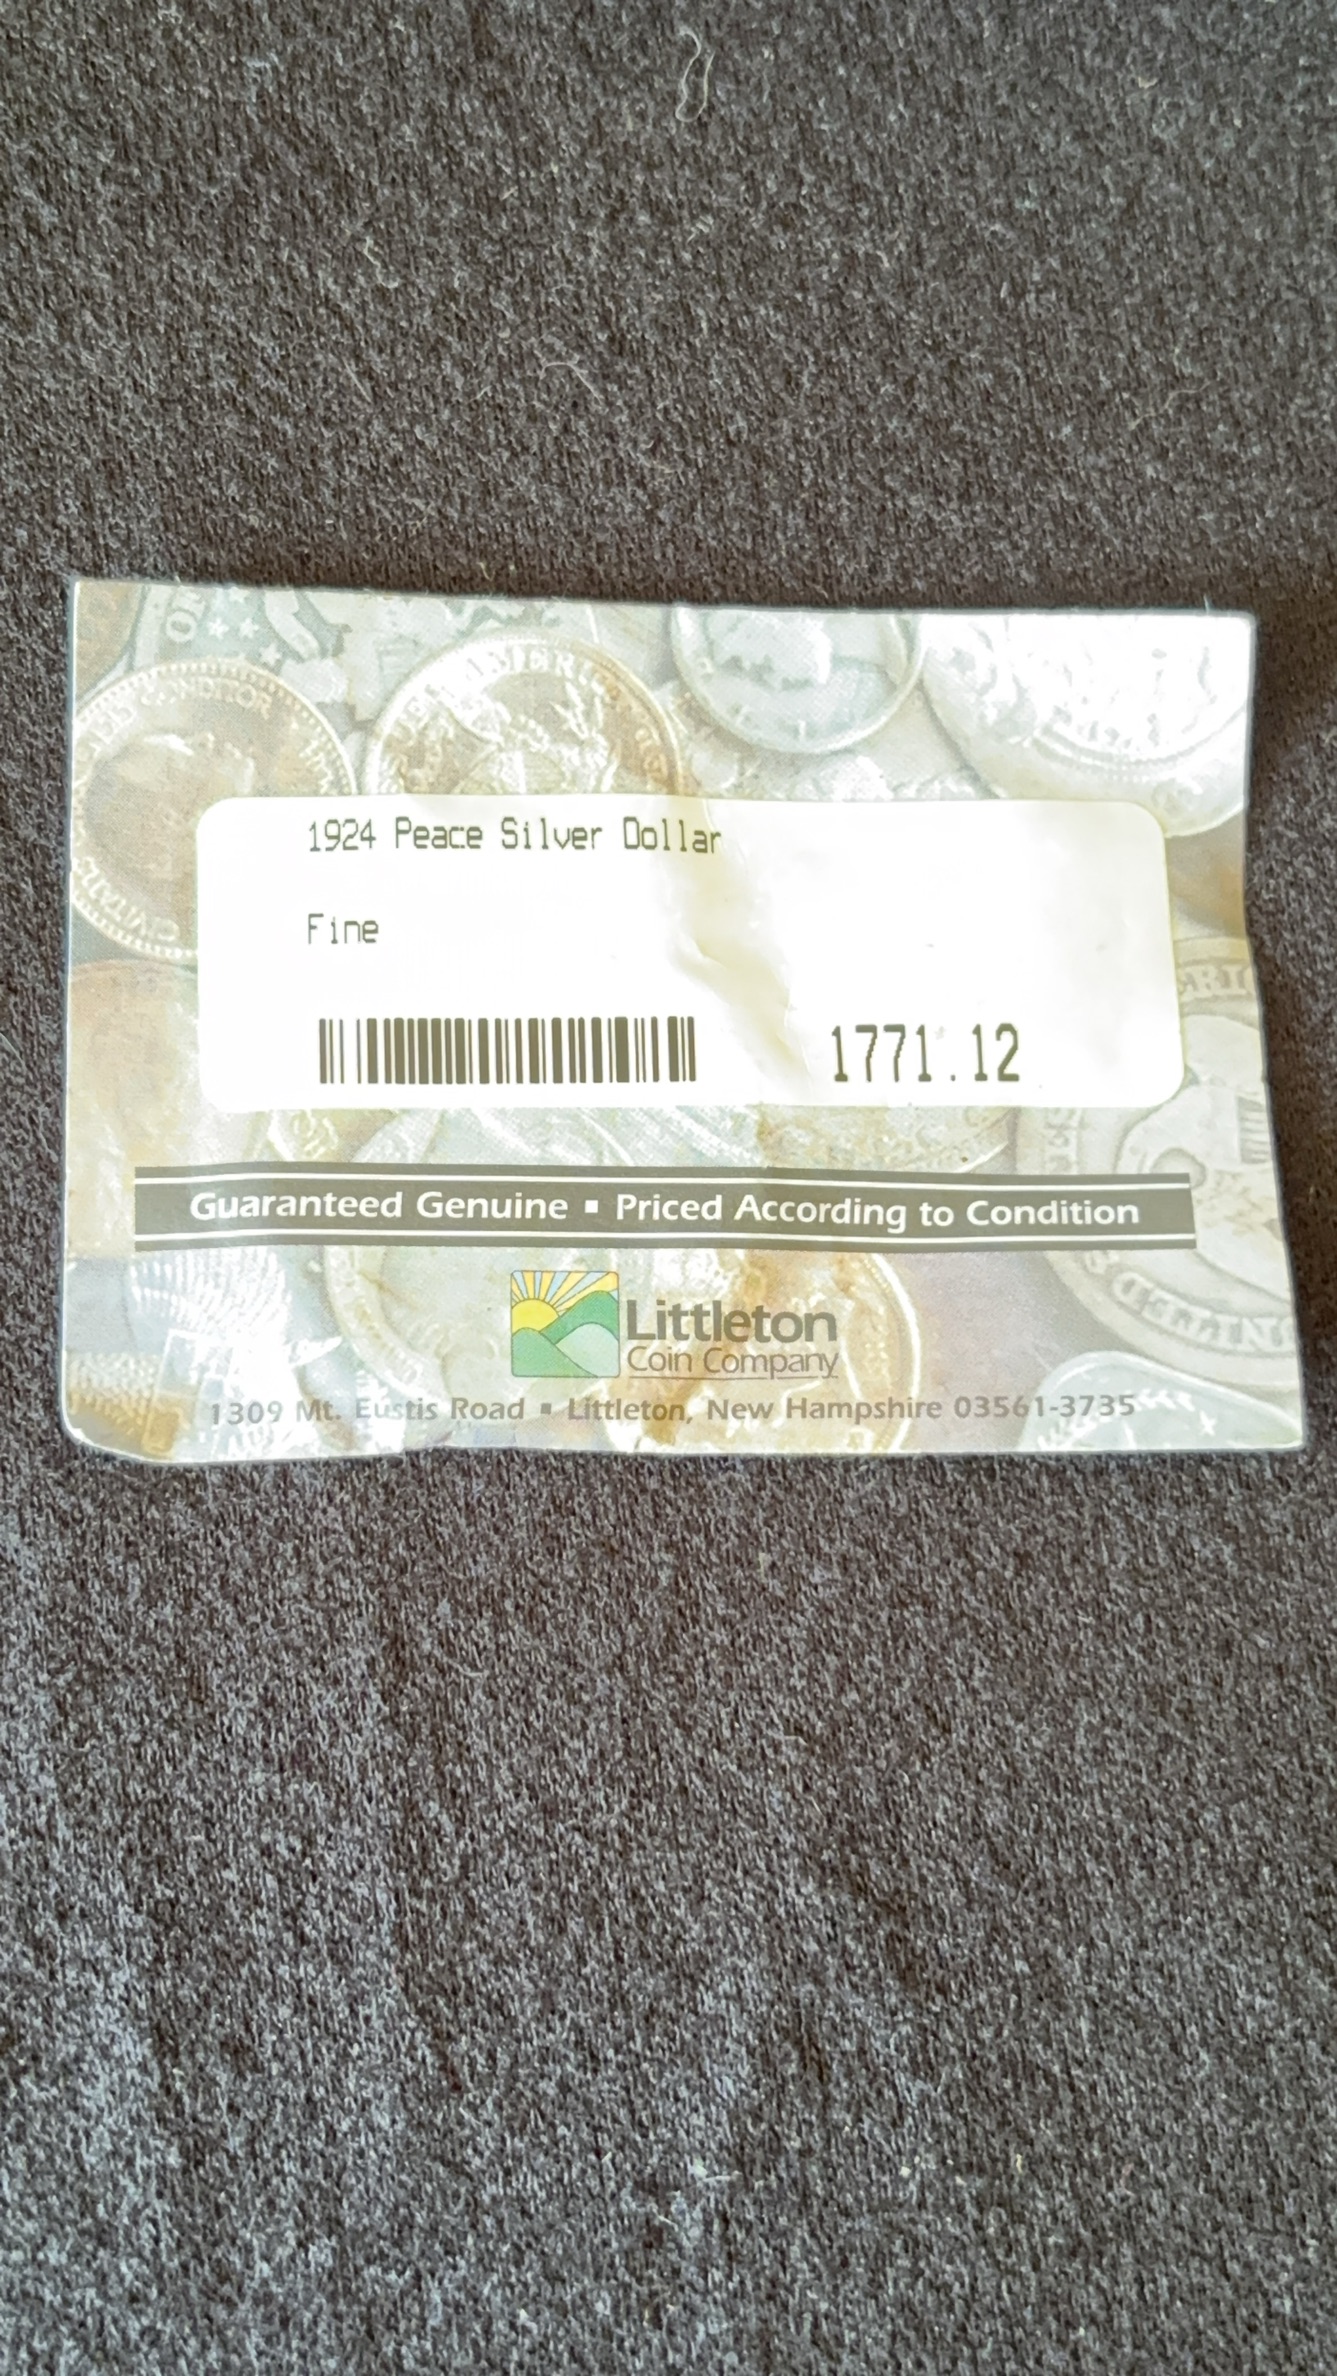 1924 Peace Silver Dollar
Fine
1771.12
Guaranteed Genuine ▪ Priced According to Condition
Littleton
Coin Company
1309 Mt. Eustis Road ▪ Littleton, New Hampshire 03561-3735